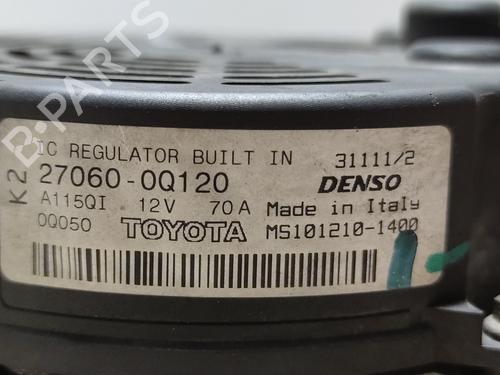 B-PARTS
IC REGULATOR BUILT IN 31111/2
K2
27060-0Q120 DENSO
A115QI 12V 70A Made in Italy
0Q050 TOYOTA MS101210-1400